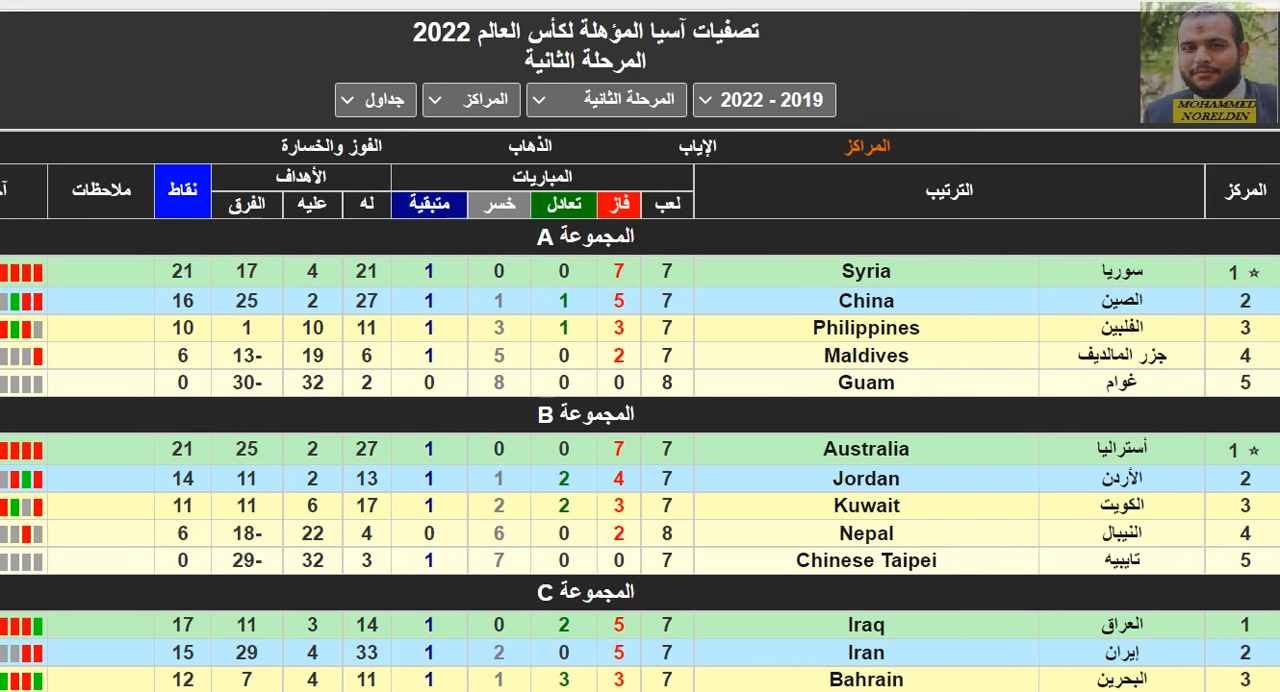 تصفيات آسيا المؤهلة لكأس العالم 2022
المرحلة الثانية
2019 - 2022 المرحلة الثانية المراكز جداول
MOHAMMED
NORELDIN
المراكز الإياب الذهاب الفوز والخسارة
المركز الترتيب المباريات الأهداف نقاط ملاحظات
لعب فاز تعادل خسر متبقية له عليه الفرق
المجموعة A
1 ☆ سوريا Syria 7 7 0 0 1 21 4 17 21
2 الصين China 7 5 1 1 1 27 2 25 16
3 الفلبين Philippines 7 3 1 3 1 11 10 1 10
4 جزر المالديف Maldives 7 2 0 5 1 6 19 13- 6
5 غوام Guam 8 0 0 8 0 2 32 30- 0
المجموعة B
1 ☆ أستراليا Australia 7 7 0 0 1 27 2 25 21
2 الأردن Jordan 7 4 2 1 1 13 2 11 14
3 الكويت Kuwait 7 3 2 2 1 17 6 11 11
4 النيبال Nepal 8 2 0 6 0 4 22 18- 6
5 تايبيه Chinese Taipei 7 0 0 7 1 3 32 29- 0
المجموعة C
1 العراق Iraq 7 5 2 0 1 14 3 11 17
2 إيران Iran 7 5 0 2 1 33 4 29 15
3 البحرين Bahrain 7 3 3 1 1 11 4 7 12